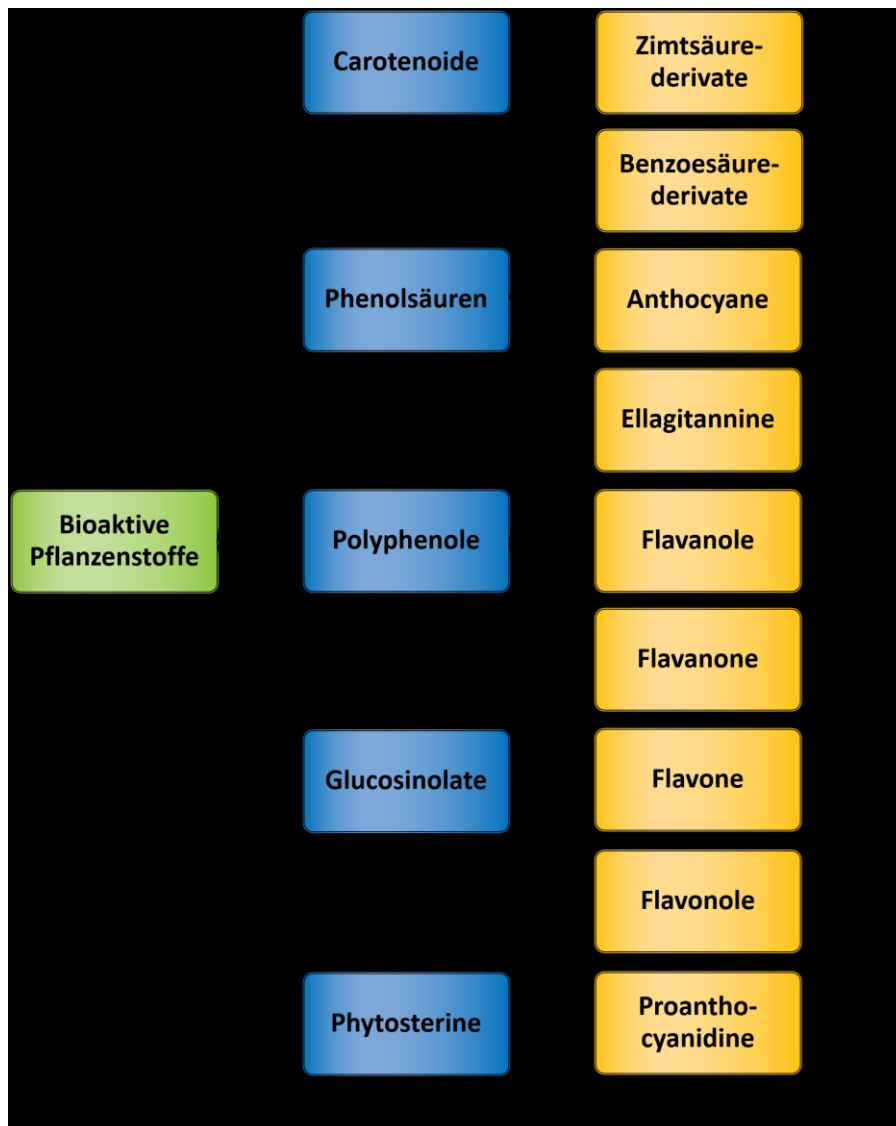 Carotenoide
Zimtsäure-
derivate
Benzoesäure-
derivate
Phenolsäuren
Anthocyane
Ellagitannine
Bioaktive
Pflanzenstoffe
Polyphenole
Flavanole
Flavanone
Glucosinolate
Flavone
Flavonole
Phytosterine
Proantho-
cyanidine